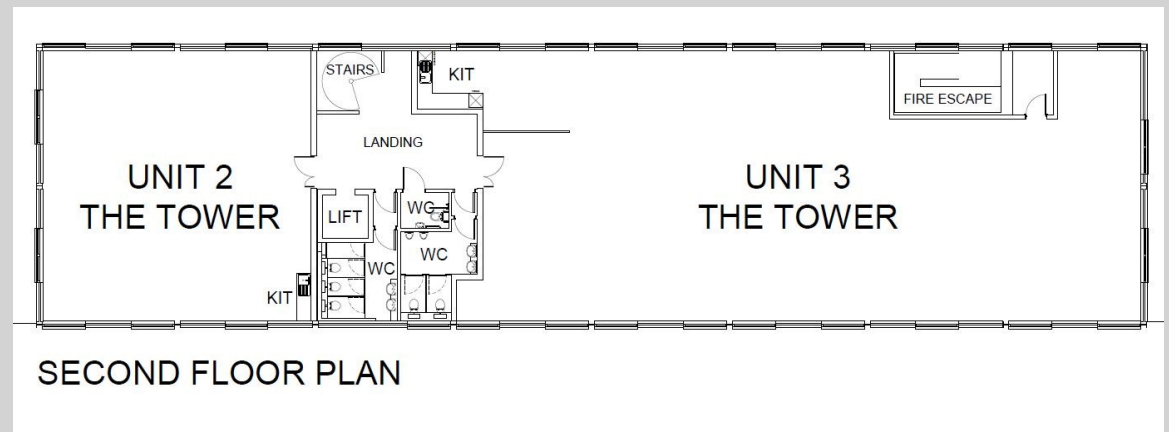 STAIRS
KIT
FIRE ESCAPE
LANDING
UNIT 2
THE TOWER
UNIT 3
THE TOWER
WC
LIFT
WC
WC
KIT
SECOND FLOOR PLAN